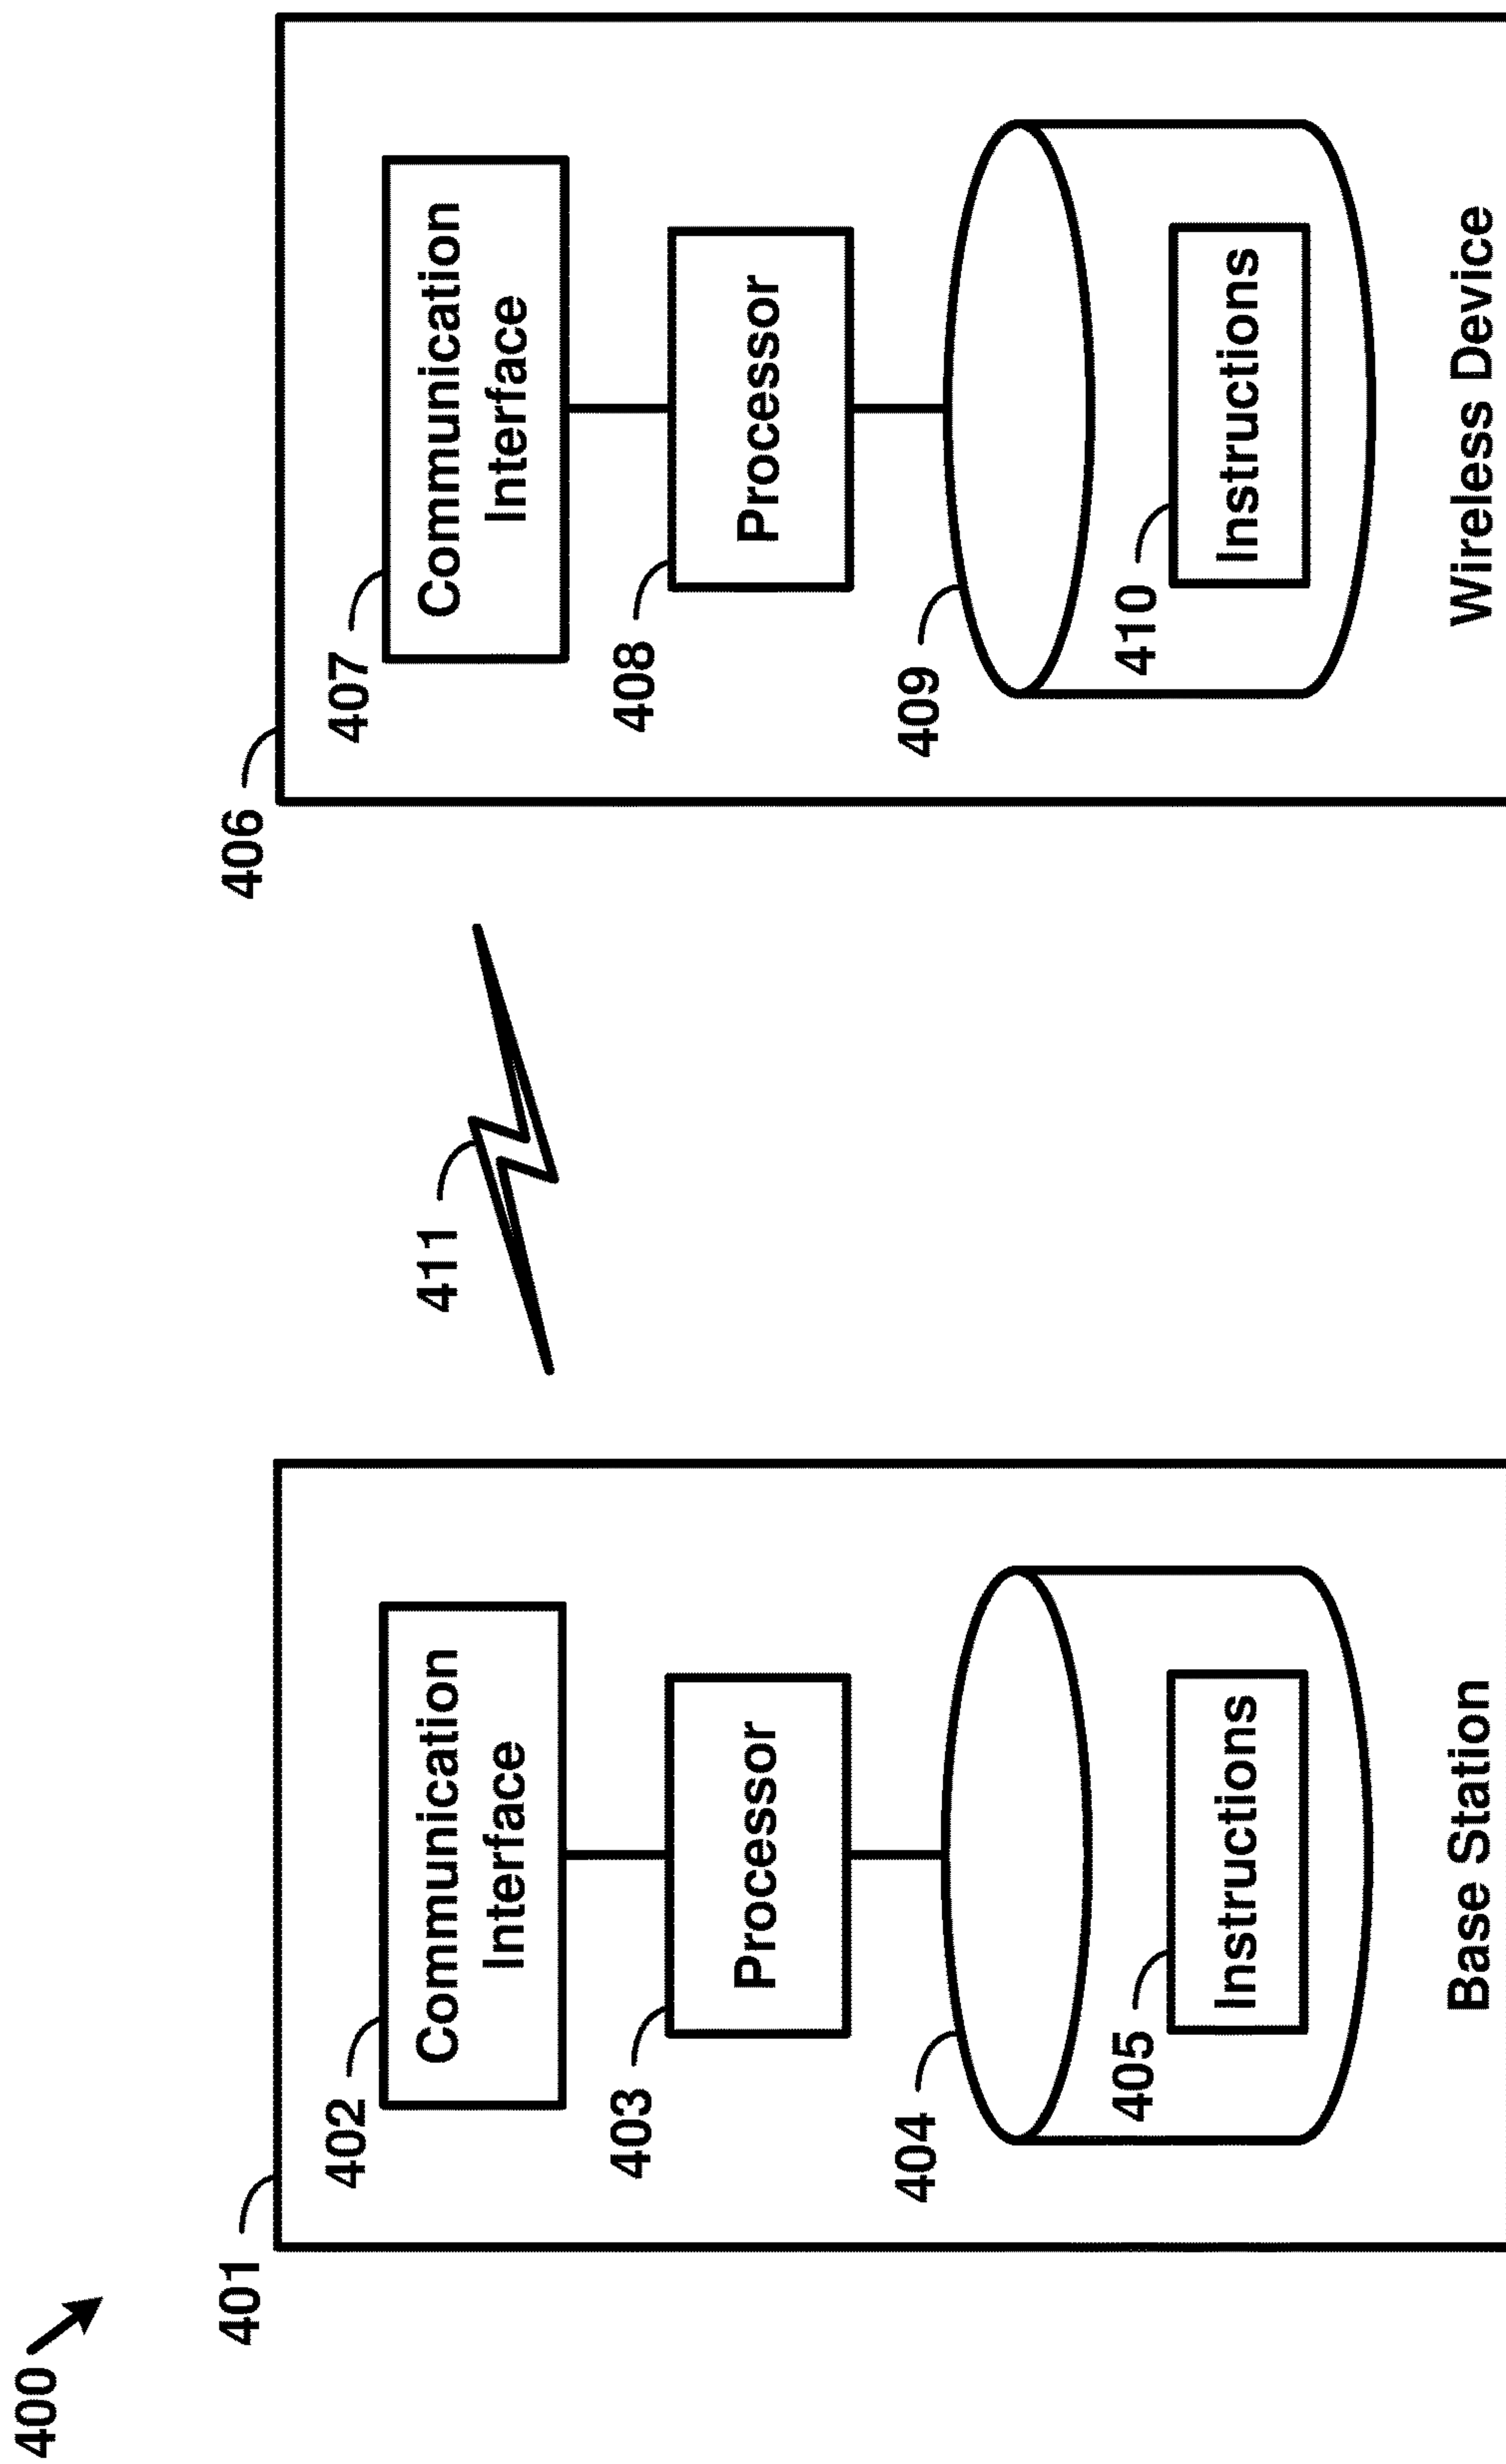 400
401
402
Communication
Interface
403
Processor
404
405
Instructions
Base Station
411
406
407
Communication
Interface
408
Processor
409
410
Instructions
Wireless Device